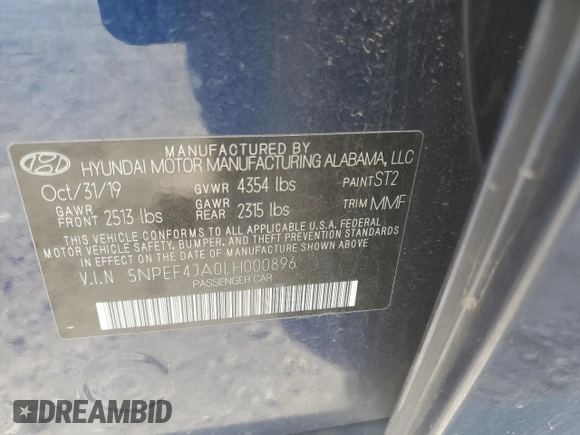 MANUFACTURED BY
HYUNDAI MOTOR MANUFACTURING ALABAMA, LLC
Oct/31/19 GVWR 4354 lbs PAINT ST2
GAWR FRONT 2513 lbs GAWR REAR 2315 lbs TRIM MMF
THIS VEHICLE CONFORMS TO ALL APPLICABLE U.S.A. FEDERAL
MOTOR VEHICLE SAFETY, BUMPER, AND THEFT PREVENTION STANDARDS
IN EFFECT ON THE DATE OF MANUFACTURE SHOWN ABOVE.
V.I.N 5NPEF4JA0LH000896
PASSENGER CAR
DREAMBID